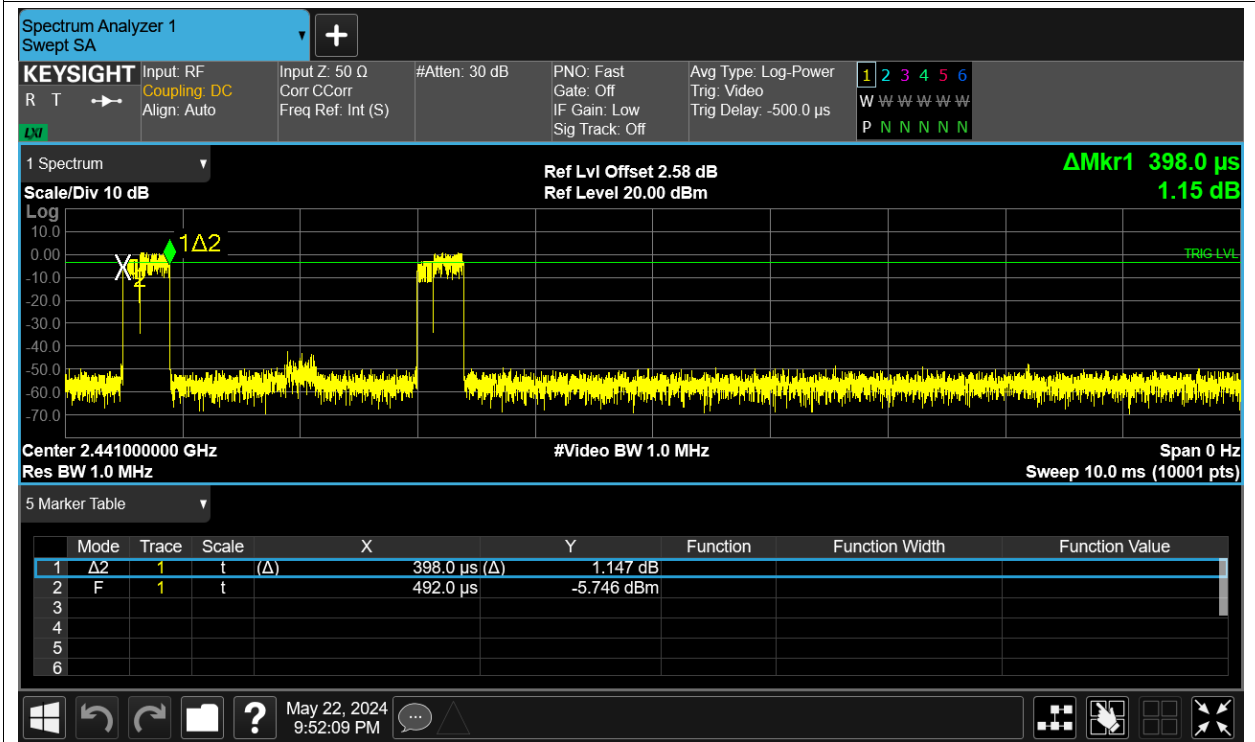 Spectrum Analyzer 1
Swept SA
KEYSIGHT
R T
LXI
Input: RF
Coupling: DC
Align: Auto
Input Z: 50 Ω
Corr CCorr
Freq Ref: Int (S)
#Atten: 30 dB
PNO: Fast
Gate: Off
IF Gain: Low
Sig Track: Off
Avg Type: Log-Power
Trig: Video
Trig Delay: -500.0 µs
1 2 3 4 5 6
W W W W W W
P N N N N N
1 Spectrum
Scale/Div 10 dB
Ref Lvl Offset 2.58 dB
Ref Level 20.00 dBm
ΔMkr1 398.0 µs
1.15 dB
Log
10.0
0.00
-10.0
-20.0
-30.0
-40.0
-50.0
-60.0
-70.0
1Δ2
X
2
TRIG LVL
Center 2.441000000 GHz
#Video BW 1.0 MHz
Span 0 Hz
Res BW 1.0 MHz
Sweep 10.0 ms (10001 pts)
5 Marker Table
Mode Trace Scale X Y Function Function Width Function Value
1 Δ2 1 t (Δ) 398.0 µs (Δ) 1.147 dB
2 F 1 t 492.0 µs -5.746 dBm
3
4
5
6
?
May 22, 2024
9:52:09 PM